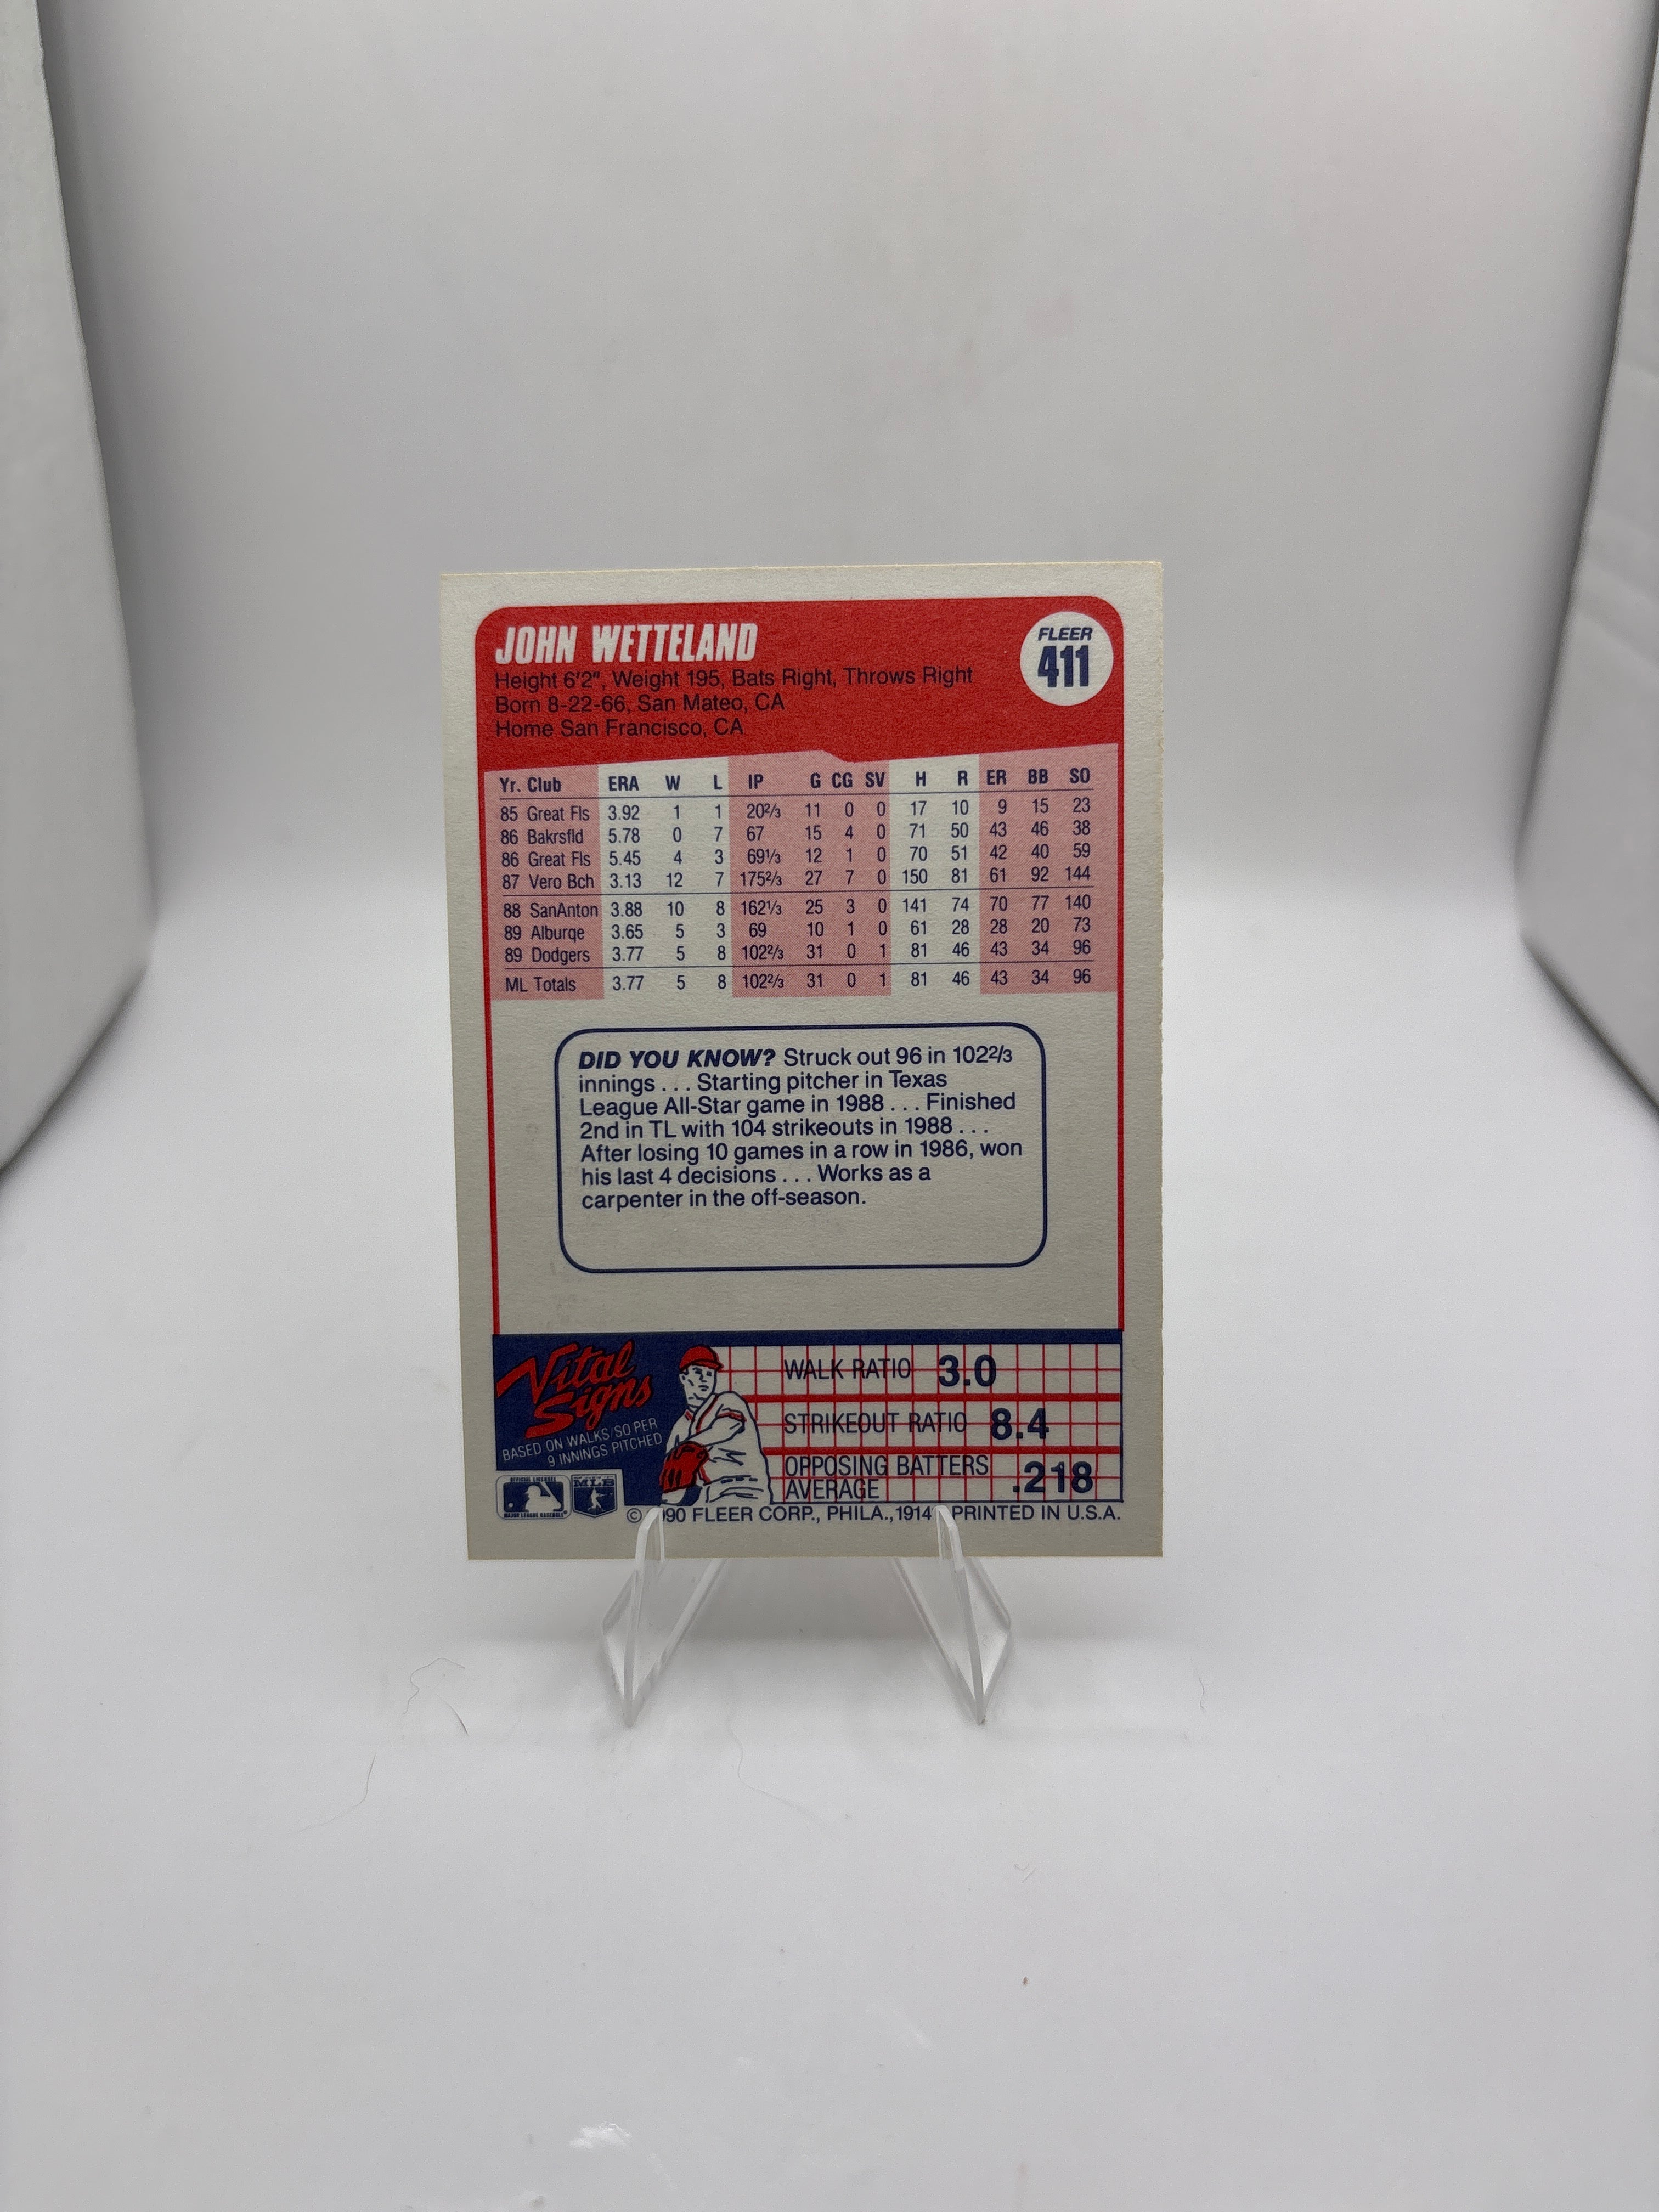 JOHN WETTELAND
FLEER
411
Height 6'2", Weight 195, Bats Right, Throws Right
Born 8-22-66, San Mateo, CA
Home San Francisco, CA
Yr. Club ERA W L IP G CG SV H R ER BB SO
85 Great Fls 3.92 1 1 20⅔ 11 0 0 17 10 9 15 23
86 Bakrsfld 5.78 0 7 67 15 4 0 71 50 43 46 38
86 Great Fls 5.45 4 3 69⅓ 12 1 0 70 51 42 40 59
87 Vero Bch 3.13 12 7 175⅔ 27 7 0 150 81 61 92 144
88 SanAnton 3.88 10 8 162⅓ 25 3 0 141 74 70 77 140
89 Alburqe 3.65 5 3 69 10 1 0 61 28 28 20 73
89 Dodgers 3.77 5 8 102⅔ 31 0 1 81 46 43 34 96
ML Totals 3.77 5 8 102⅔ 31 0 1 81 46 43 34 96
DID YOU KNOW? Struck out 96 in 102⅔
innings . . . Starting pitcher in Texas
League All-Star game in 1988 . . . Finished
2nd in TL with 104 strikeouts in 1988 . . .
After losing 10 games in a row in 1986, won
his last 4 decisions . . . Works as a
carpenter in the off-season.
Vital
Signs
BASED ON WALKS/SO PER
9 INNINGS PITCHED
WALK RATIO 3.0
STRIKEOUT RATIO 8.4
OPPOSING BATTERS
AVERAGE .218
OFFICIAL LICENSEE
MAJOR LEAGUE BASEBALL
MLB
© 990 FLEER CORP., PHILA., 1914 PRINTED IN U.S.A.